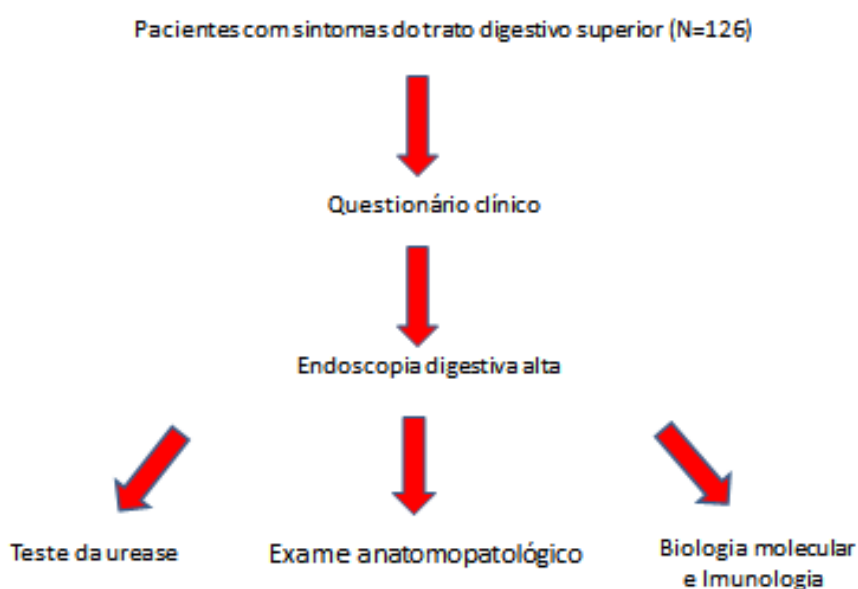 Pacientes com sintomas do trato digestivo superior (N=126)
Questionário clínico
Endoscopia digestiva alta
Teste da urease
Exame anatomopatológico
Biologia molecular
e Imunologia